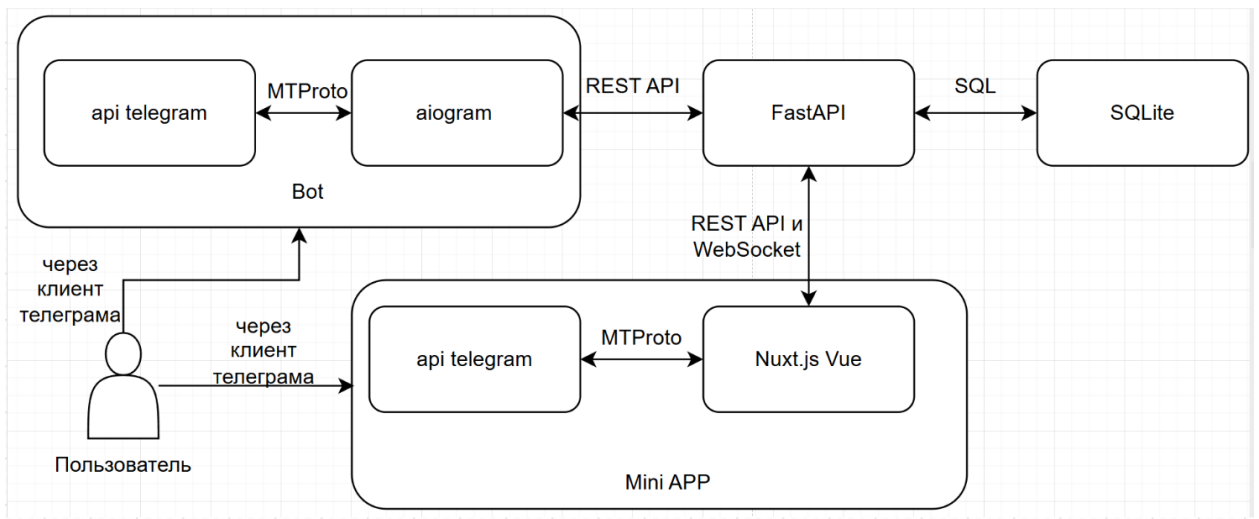 api telegram
MTProto
aiogram
Bot
REST API
FastAPI
SQL
SQLite
REST API и
WebSocket
через
клиент
телеграма
Пользователь
через
клиент
телеграма
api telegram
MTProto
Nuxt.js Vue
Mini APP